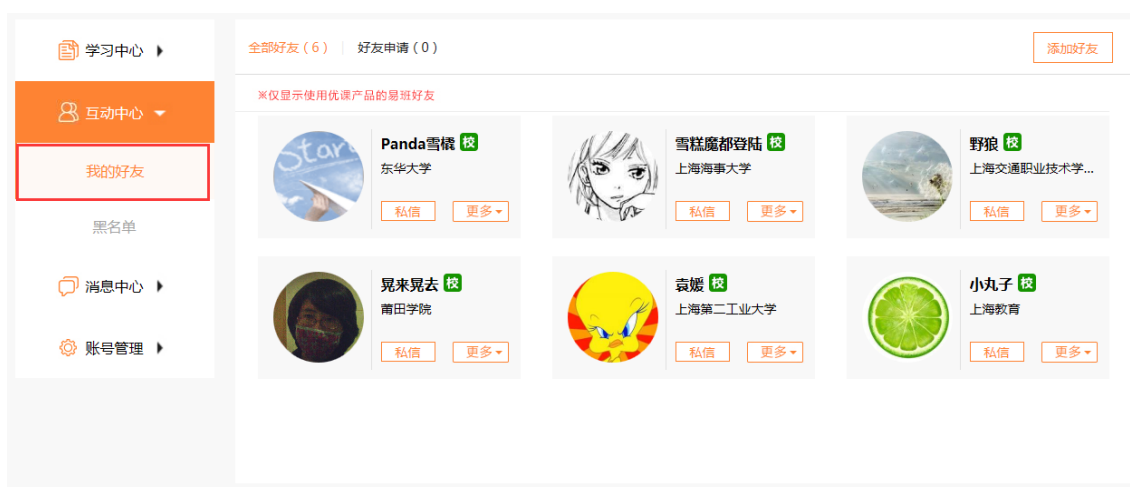 学习中心
互动中心
我的好友
黑名单
消息中心
账号管理
全部好友（6） 好友申请（0）
添加好友
※仅显示使用优课产品的易班好友
Start
Panda雪橇 校
东华大学
私信 更多
雪糕魔都登陆 校
上海海事大学
私信 更多
野狼 校
上海交通职业技术学...
私信 更多
晃来晃去 校
莆田学院
私信 更多
袁媛 校
上海第二工业大学
私信 更多
小丸子 校
上海教育
私信 更多